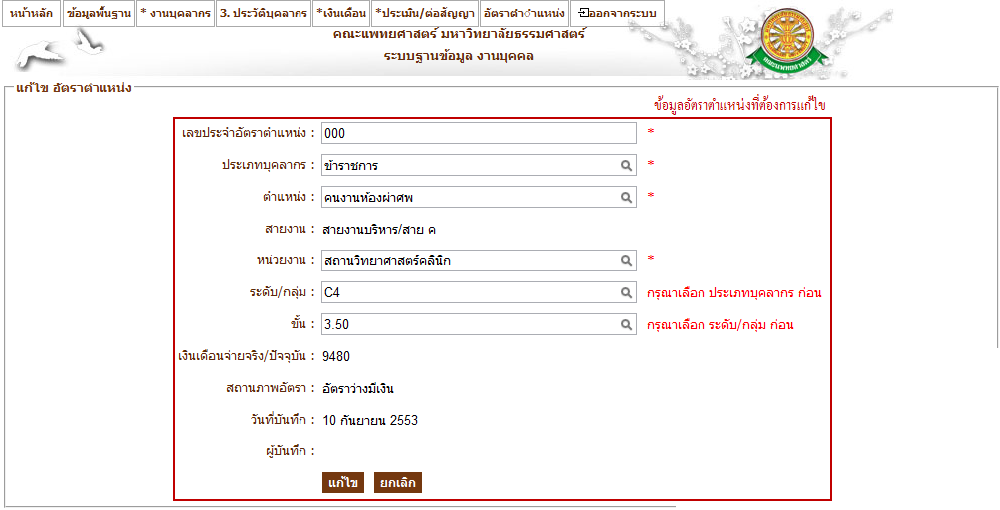 หน้าหลัก ข้อมูลพื้นฐาน * งานบุคลากร 3. ประวัติบุคลากร *เงินเดือน *ประเมิน/ต่อสัญญา อัตราตำแหน่ง ออกจากระบบ
คณะแพทยศาสตร์ มหาวิทยาลัยธรรมศาสตร์
ระบบฐานข้อมูล งานบุคคล
คณะแพทยศาสตร์
แก้ไข อัตราตำแหน่ง
ข้อมูลอัตราตำแหน่งที่ต้องการแก้ไข
เลขประจำอัตราตำแหน่ง : 000 *
ประเภทบุคลากร : ข้าราชการ *
ตำแหน่ง : คนงานห้องผ่าศพ *
สายงาน : สายงานบริหาร/สาย ค
หน่วยงาน : สถานวิทยาศาสตร์คลินิก *
ระดับ/กลุ่ม : C4 กรุณาเลือก ประเภทบุคลากร ก่อน
ขั้น : 3.50 กรุณาเลือก ระดับ/กลุ่ม ก่อน
เงินเดือนจ่ายจริง/ปัจจุบัน : 9480
สถานภาพอัตรา : อัตราว่างมีเงิน
วันที่บันทึก : 10 กันยายน 2553
ผู้บันทึก :
แก้ไข ยกเลิก